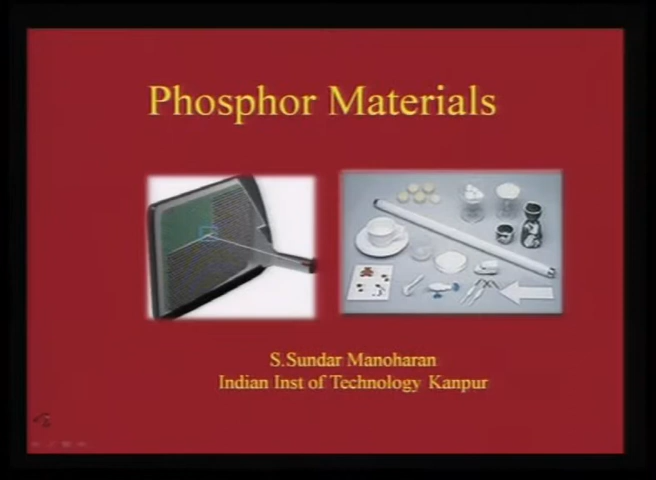 Phosphor Materials
S.Sundar Manoharan
Indian Inst of Technology Kanpur